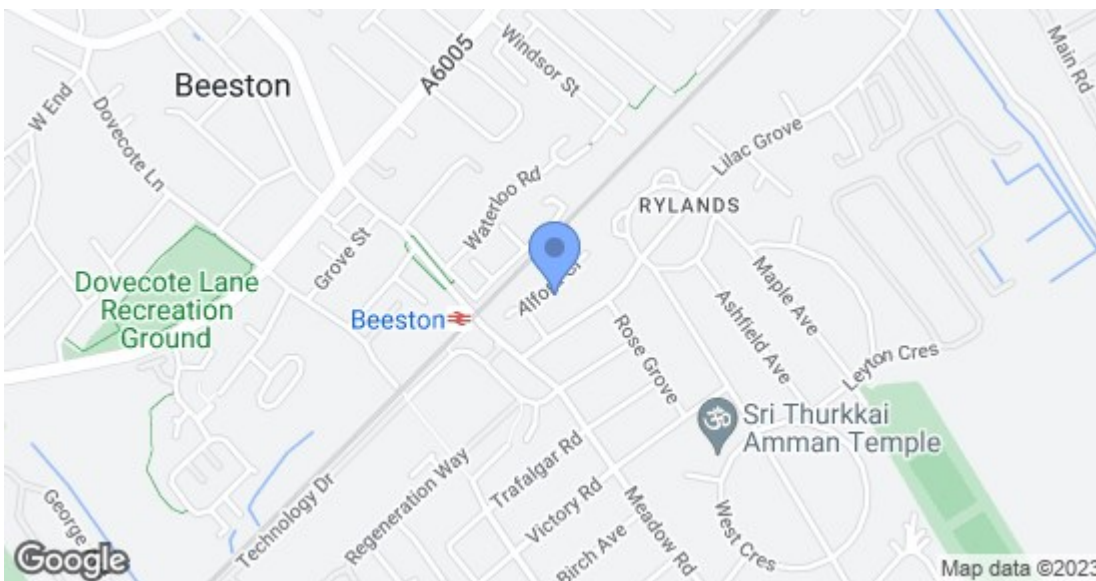 Windsor St
Main Rd
A6005
Beeston
W End
Dovecote Ln
Lilac Grove
Waterloo Rd
RYLANDS
Grove St
Dovecote Lane
Recreation
Ground
Maple Ave
Beeston
Ashfield Ave
Rose Grove
Leyton Cres
Sri Thurkkai
Amman Temple
Trafalgar Rd
Regeneration Way
Technology Dr
Victory Rd
Meadow Rd
West Cres
George
Birch Ave
Google
Map data ©2023